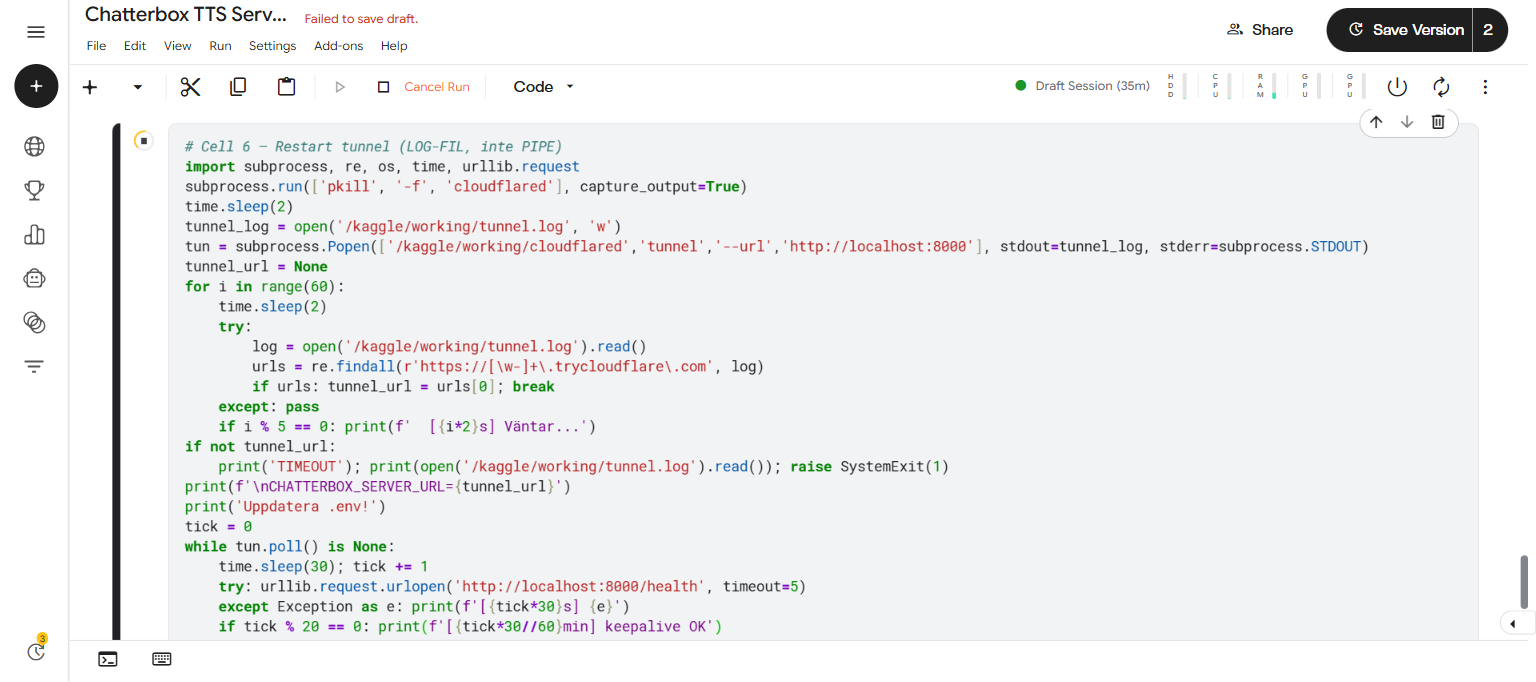 Chatterbox TTS Serv... Failed to save draft.
File Edit View Run Settings Add-ons Help
Share
Save Version 2
Cancel Run
Code
Draft Session (35m)
HDD
CPU
RAM
GPU
GPU
# Cell 6 – Restart tunnel (LOG-FIL, inte PIPE)
import subprocess, re, os, time, urllib.request
subprocess.run(['pkill', '-f', 'cloudflared'], capture_output=True)
time.sleep(2)
tunnel_log = open('/kaggle/working/tunnel.log', 'w')
tun = subprocess.Popen(['/kaggle/working/cloudflared','tunnel','--url','http://localhost:8000'], stdout=tunnel_log, stderr=subprocess.STDOUT)
tunnel_url = None
for i in range(60):
    time.sleep(2)
    try:
        log = open('/kaggle/working/tunnel.log').read()
        urls = re.findall(r'https://[\w-]+\.trycloudflare\.com', log)
        if urls: tunnel_url = urls[0]; break
    except: pass
    if i % 5 == 0: print(f'  [{i*2}s] Väntar...')
if not tunnel_url:
    print('TIMEOUT'); print(open('/kaggle/working/tunnel.log').read()); raise SystemExit(1)
print(f'\nCHATTERBOX_SERVER_URL={tunnel_url}')
print('Uppdatera .env!')
tick = 0
while tun.poll() is None:
    time.sleep(30); tick += 1
    try: urllib.request.urlopen('http://localhost:8000/health', timeout=5)
    except Exception as e: print(f'[{tick*30}s] {e}')
    if tick % 20 == 0: print(f'[{tick*30//60}min] keepalive OK')
3